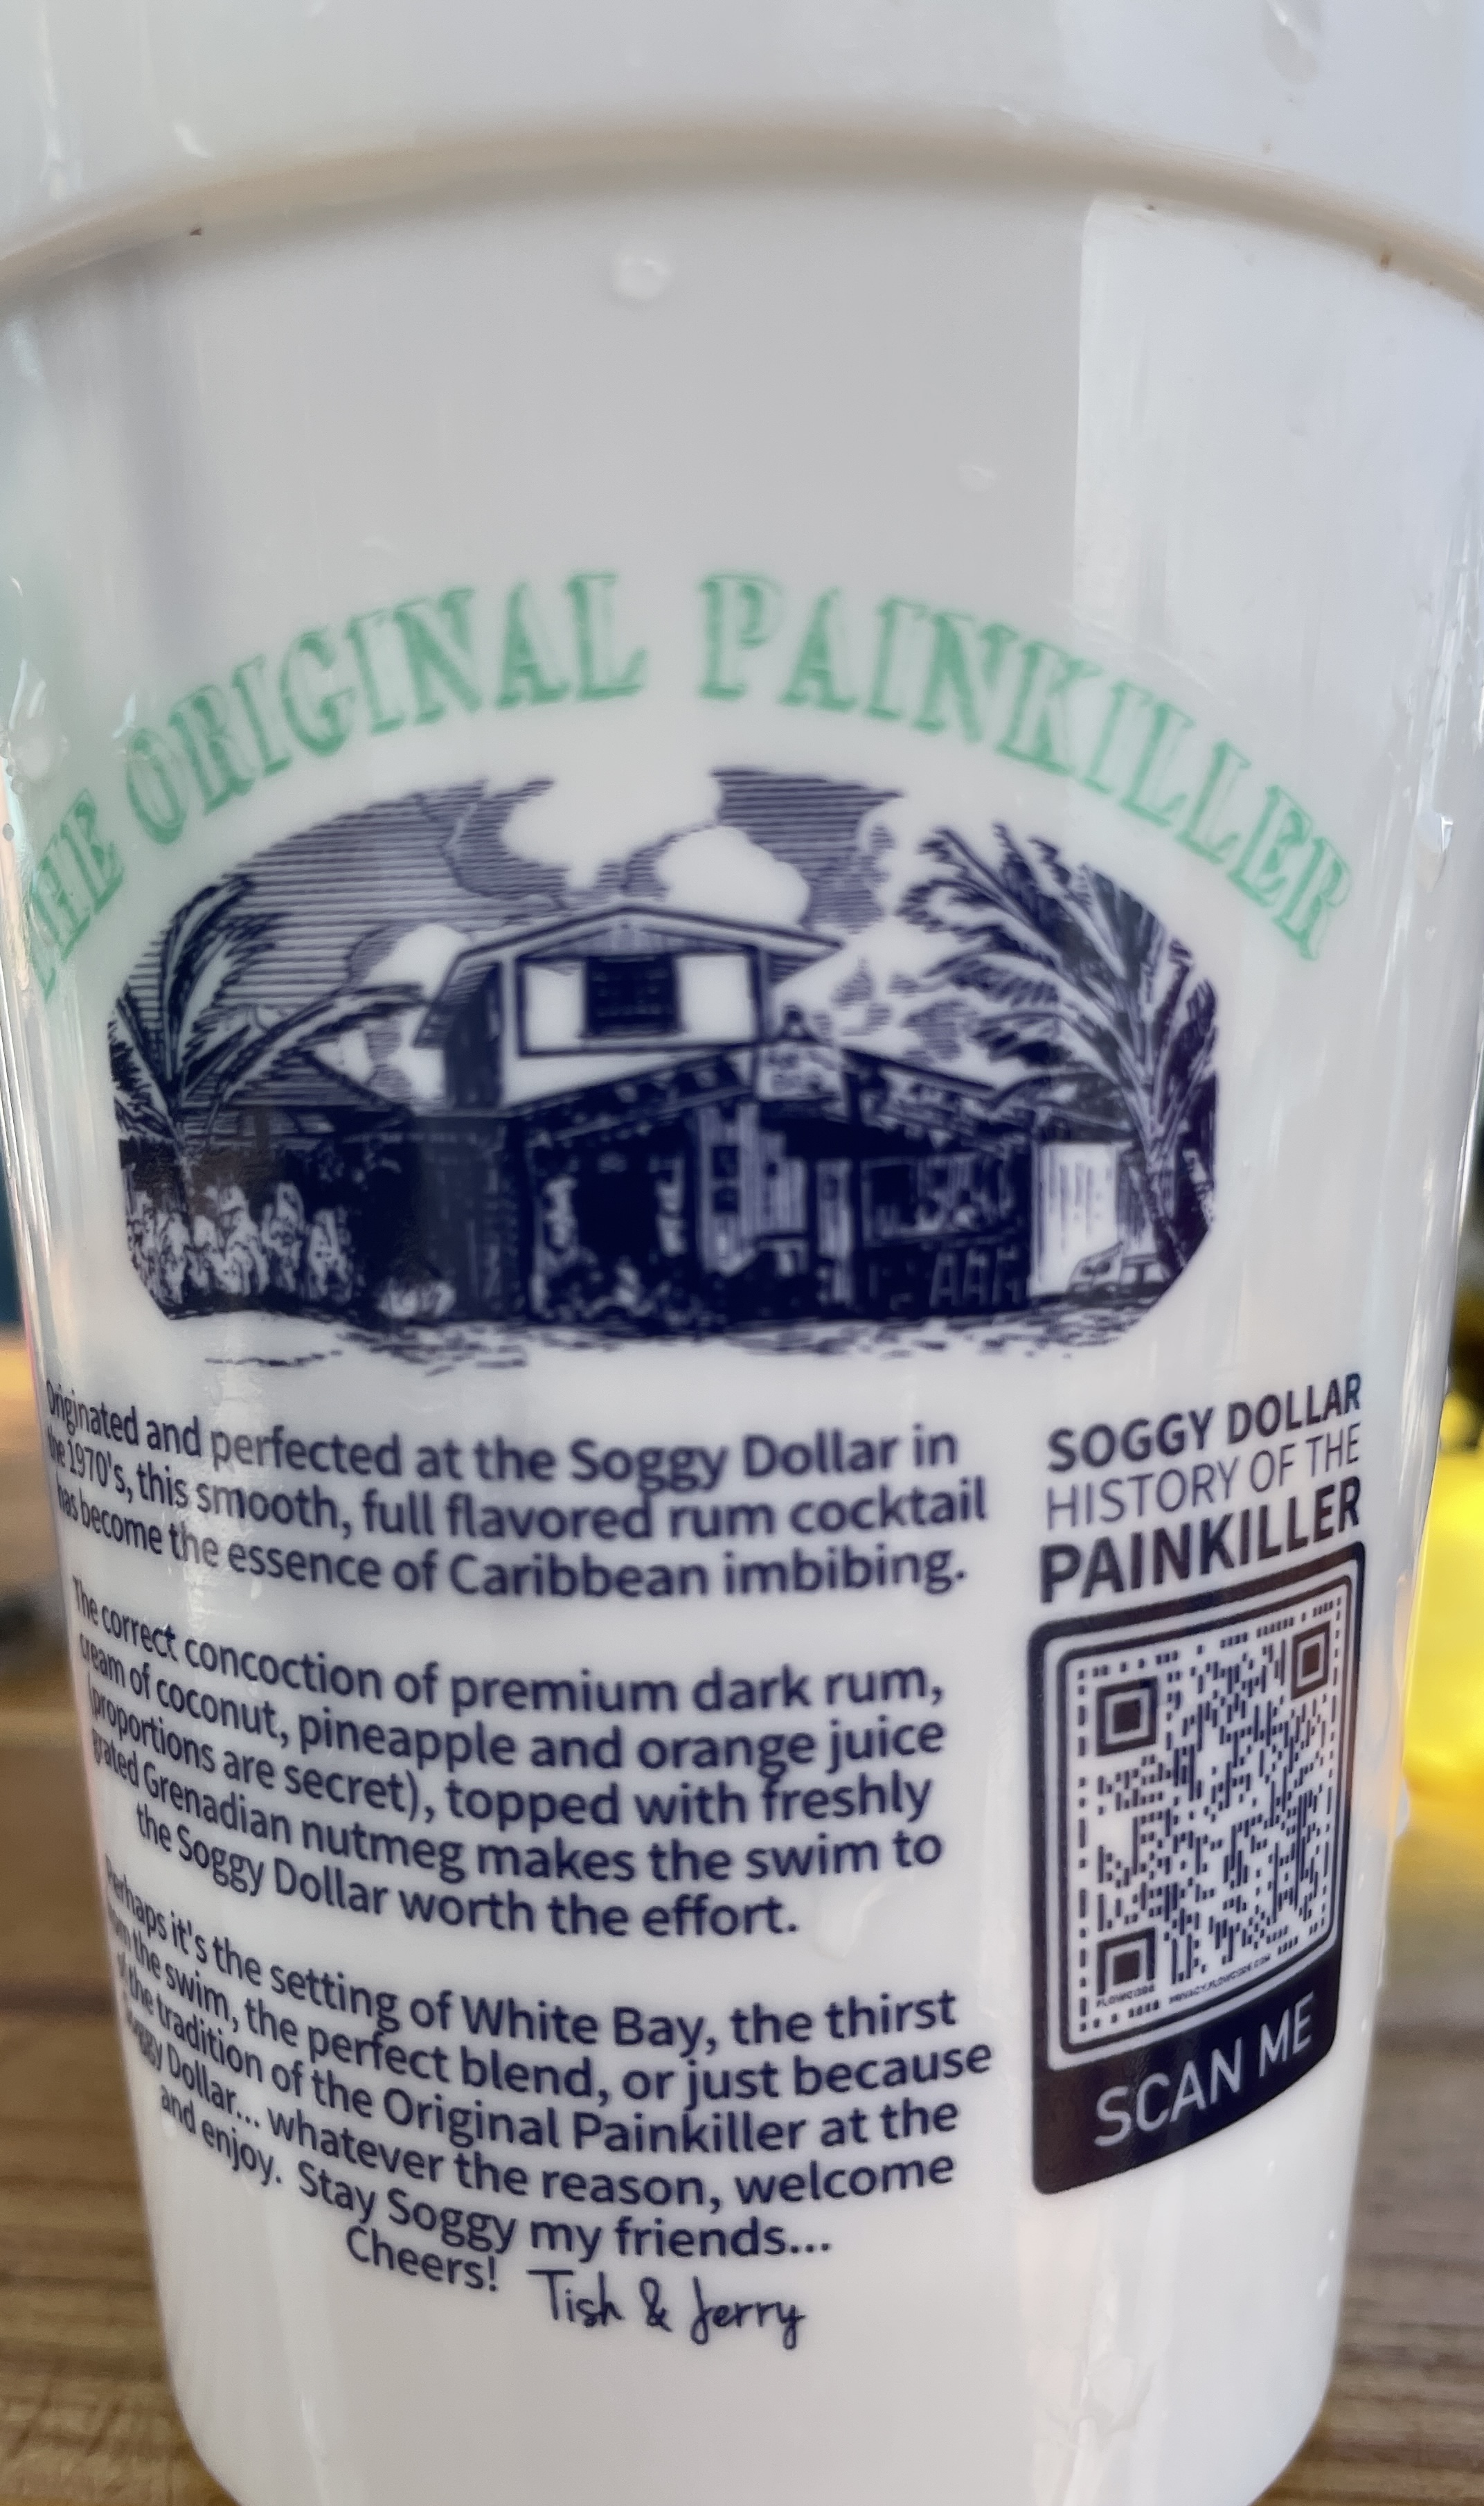 THE ORIGINAL PAINKILLER
Originated and perfected at the Soggy Dollar in
the 1970's, this smooth, full flavored rum cocktail
has become the essence of Caribbean imbibing.
The correct concoction of premium dark rum,
cream of coconut, pineapple and orange juice
(proportions are secret), topped with freshly
grated Grenadian nutmeg makes the swim to
the Soggy Dollar worth the effort.
Perhaps it's the setting of White Bay, the thirst
from the swim, the perfect blend, or just because
of the tradition of the Original Painkiller at the
Soggy Dollar... whatever the reason, welcome
and enjoy. Stay Soggy my friends...
Cheers! Tish & Jerry
SOGGY DOLLAR
HISTORY OF THE
PAINKILLER
FLOWCODE
PRIVACY.FLOWCODE.COM
SCAN ME